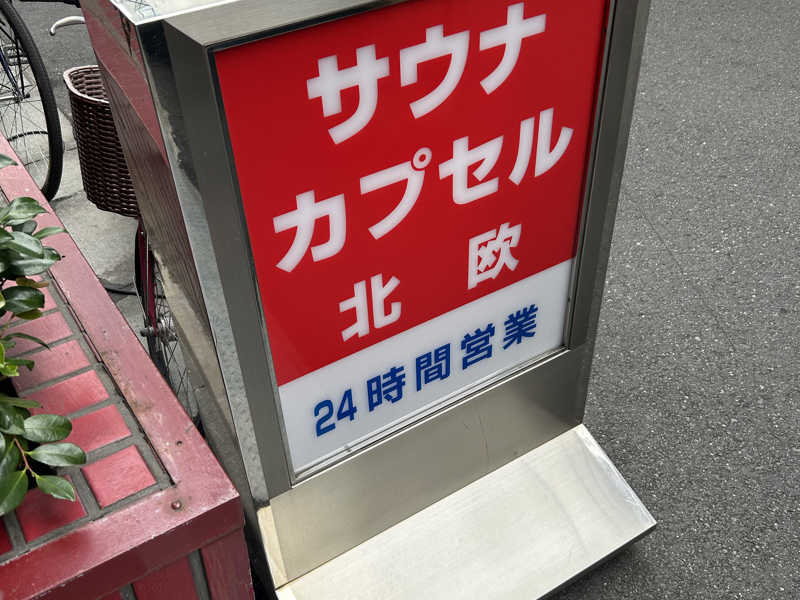 サウナ
カプセル
北欧
24時間営業